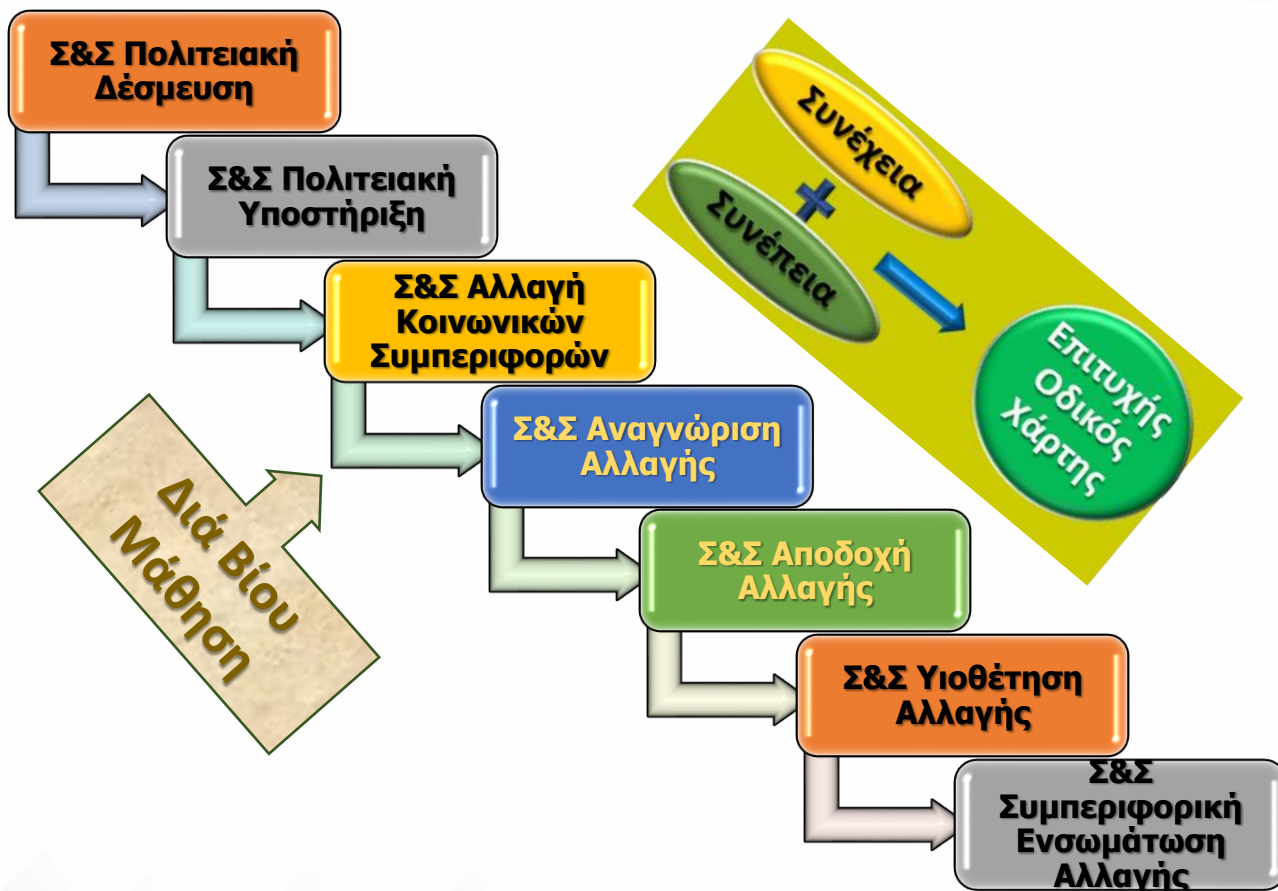 Σ&Σ Πολιτειακή
Δέσμευση
Σ&Σ Πολιτειακή
Υποστήριξη
Σ&Σ Αλλαγή
Κοινωνικών
Συμπεριφορών
Σ&Σ Αναγνώριση
Αλλαγής
Σ&Σ Αποδοχή
Αλλαγής
Σ&Σ Υιοθέτηση
Αλλαγής
Σ&Σ
Συμπεριφορική
Ενσωμάτωση
Αλλαγής
Συνέχεια
+
Συνέπεια
Επιτυχής
Οδικός
Χάρτης
Διά Βίου
Μάθηση